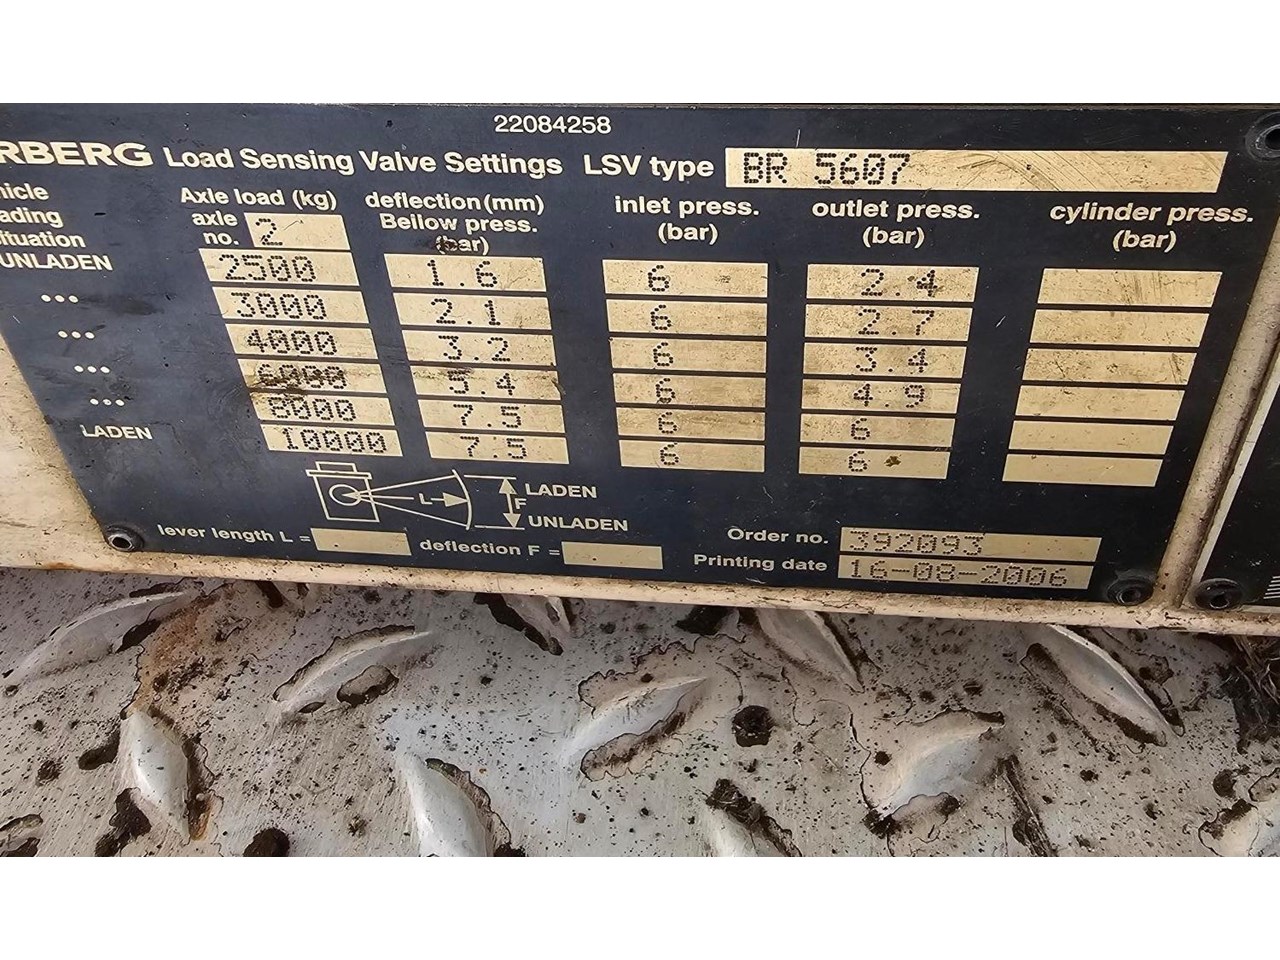 22084258
RBERG Load Sensing Valve Settings LSV type BR 5607
hicle Axle load (kg) deflection (mm) inlet press. outlet press. cylinder press.
ading axle Bellow press. (bar) (bar) (bar)
ituation no. 2 (bar)
UNLADEN 2500 1.6 6 2.4
... 3000 2.1 6 2.7
... 4000 3.2 6 3.4
... 6000 5.4 6 4.9
... 8000 7.5 6 6
LADEN 10000 7.5 6 6
L F LADEN
UNLADEN
lever length L = . deflection F = . Order no. 392093
Printing date 16-08-2006